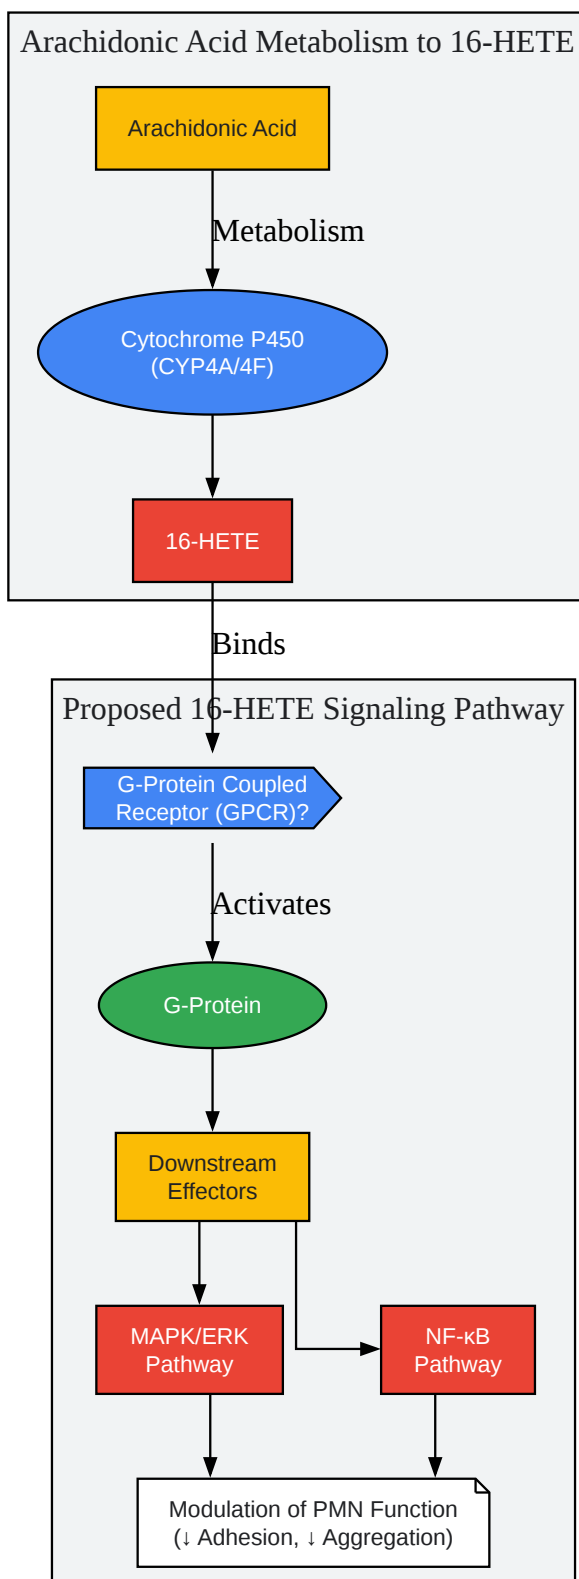 Arachidonic Acid Metabolism to 16-HETE
Arachidonic Acid
Metabolism
Cytochrome P450
(CYP4A/4F)
16-HETE
Binds
Proposed 16-HETE Signaling Pathway
G-Protein Coupled
Receptor (GPCR)?
Activates
G-Protein
Downstream
Effectors
MAPK/ERK
Pathway
NF-κB
Pathway
Modulation of PMN Function
(↓ Adhesion, ↓ Aggregation)